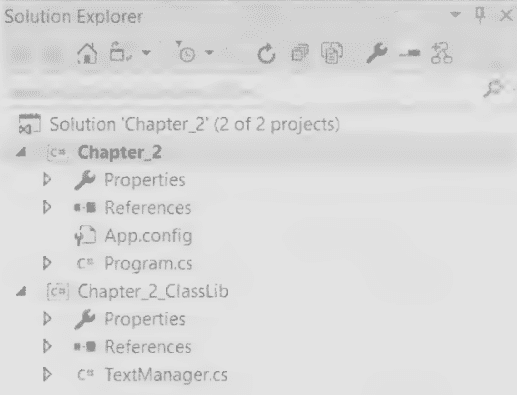 Solution Explorer
Solution 'Chapter_2' (2 of 2 projects)
C# Chapter_2
Properties
References
App.config
C# Program.cs
C# Chapter_2_ClassLib
Properties
References
C# TextManager.cs